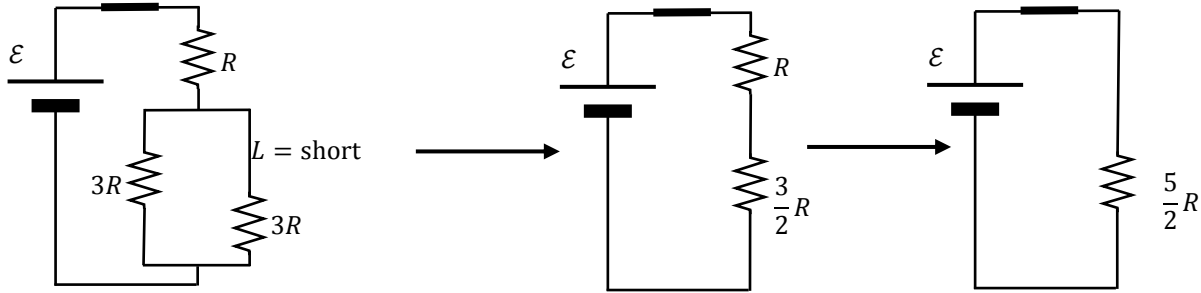 ℰ
R
L = short
3R
3R
ℰ
R
3/2 R
ℰ
5/2 R